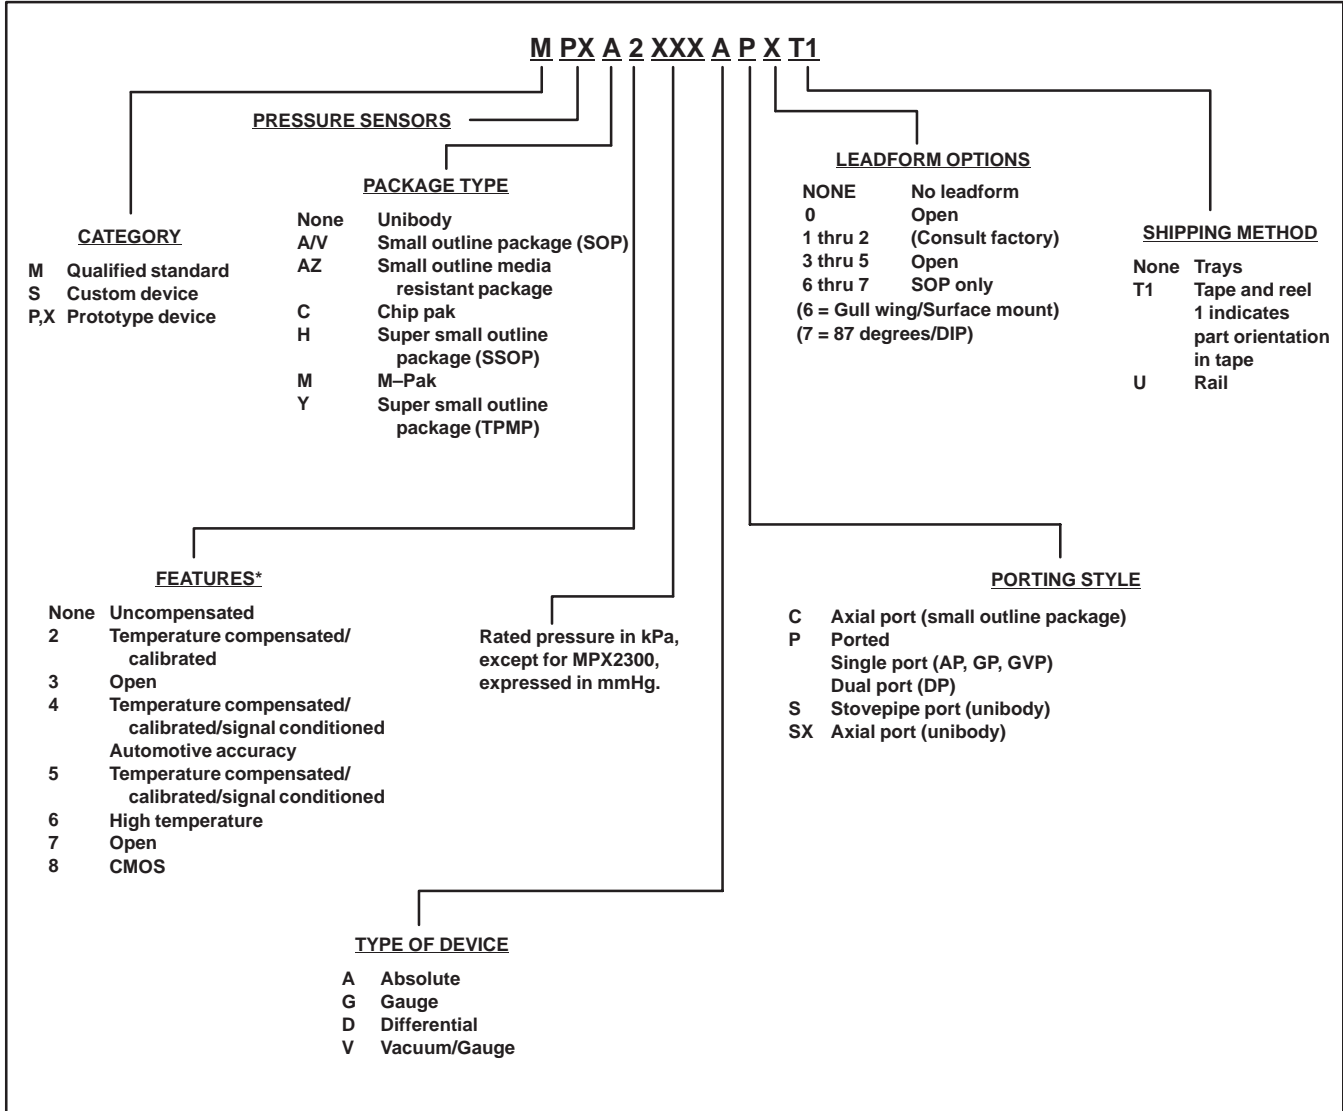 M PX A 2 XXX A P X T1
PRESSURE SENSORS
CATEGORY
M Qualified standard
S Custom device
P,X Prototype device
PACKAGE TYPE
None Unibody
A/V Small outline package (SOP)
AZ Small outline media
resistant package
C Chip pak
H Super small outline
package (SSOP)
M M–Pak
Y Super small outline
package (TPMP)
LEADFORM OPTIONS
NONE No leadform
0 Open
1 thru 2 (Consult factory)
3 thru 5 Open
6 thru 7 SOP only
(6 = Gull wing/Surface mount)
(7 = 87 degrees/DIP)
SHIPPING METHOD
None Trays
T1 Tape and reel
1 indicates
part orientation
in tape
U Rail
FEATURES*
None Uncompensated
2 Temperature compensated/
calibrated
3 Open
4 Temperature compensated/
calibrated/signal conditioned
Automotive accuracy
5 Temperature compensated/
calibrated/signal conditioned
6 High temperature
7 Open
8 CMOS
Rated pressure in kPa,
except for MPX2300,
expressed in mmHg.
PORTING STYLE
C Axial port (small outline package)
P Ported
Single port (AP, GP, GVP)
Dual port (DP)
S Stovepipe port (unibody)
SX Axial port (unibody)
TYPE OF DEVICE
A Absolute
G Gauge
D Differential
V Vacuum/Gauge